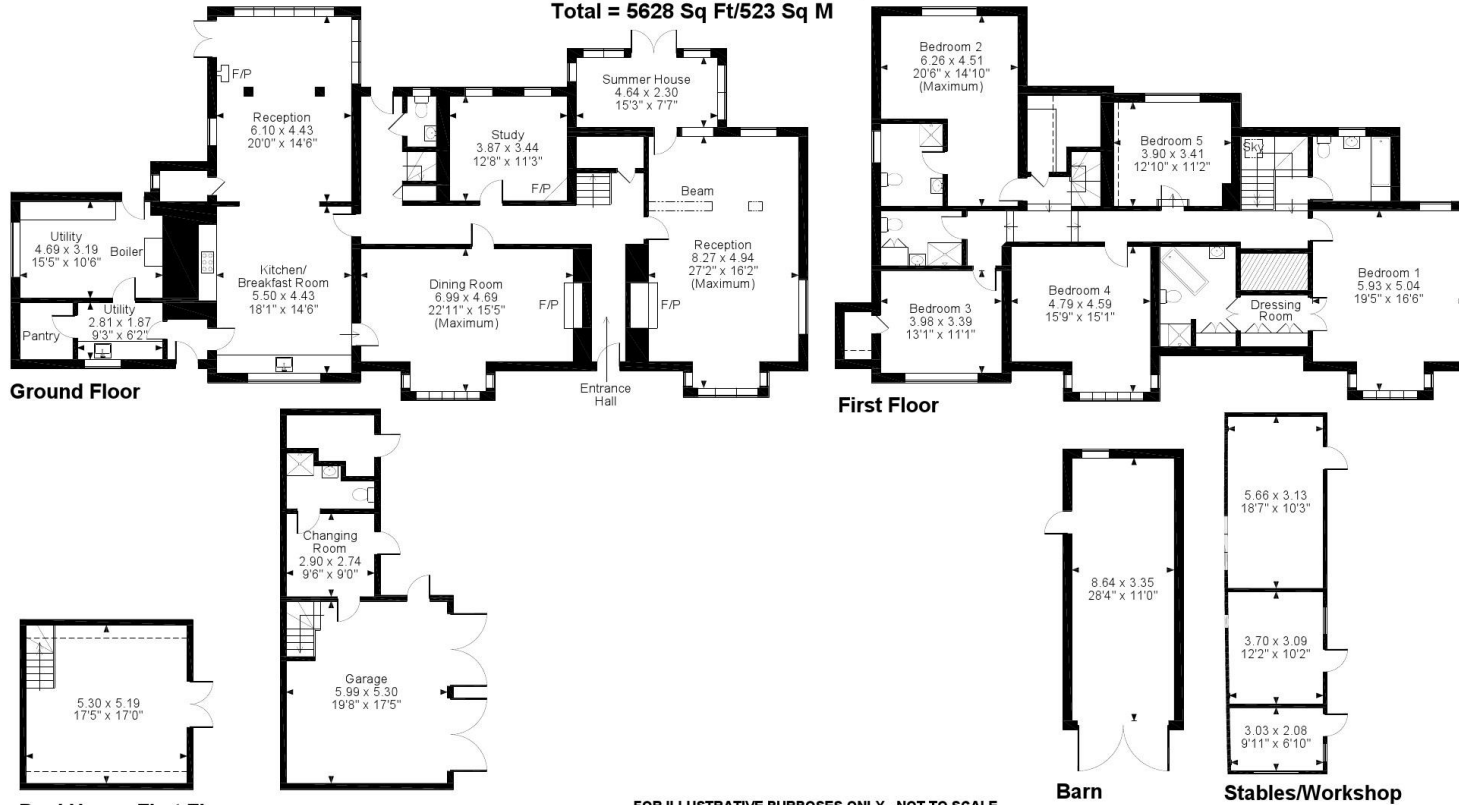 Total = 5628 Sq Ft/523 Sq M
F/P
Reception
6.10 x 4.43
20'0" x 14'6"
Study
3.87 x 3.44
12'8" x 11'3"
F/P
Summer House
4.64 x 2.30
15'3" x 7'7"
Beam
Reception
8.27 x 4.94
27'2" x 16'2"
(Maximum)
F/P
Utility
4.69 x 3.19
15'5" x 10'6"
Boiler
Kitchen/
Breakfast Room
5.50 x 4.43
18'1" x 14'6"
Dining Room
6.99 x 4.69
22'11" x 15'5"
(Maximum)
F/P
Utility
2.81 x 1.87
9'3" x 6'2"
Pantry
Entrance
Hall
Ground Floor
Bedroom 2
6.26 x 4.51
20'6" x 14'10"
(Maximum)
Bedroom 5
3.90 x 3.41
12'10" x 11'2"
Sky
Bedroom 3
3.98 x 3.39
13'1" x 11'1"
Bedroom 4
4.79 x 4.59
15'9" x 15'1"
Dressing
Room
Bedroom 1
5.93 x 5.04
19'5" x 16'6"
First Floor
Changing
Room
2.90 x 2.74
9'6" x 9'0"
Garage
5.99 x 5.30
19'8" x 17'5"
5.30 x 5.19
17'5" x 17'0"
8.64 x 3.35
28'4" x 11'0"
Barn
5.66 x 3.13
18'7" x 10'3"
3.70 x 3.09
12'2" x 10'2"
3.03 x 2.08
9'11" x 6'10"
Stables/Workshop
FOR ILLUSTRATIVE PURPOSES ONLY - NOT TO SCALE